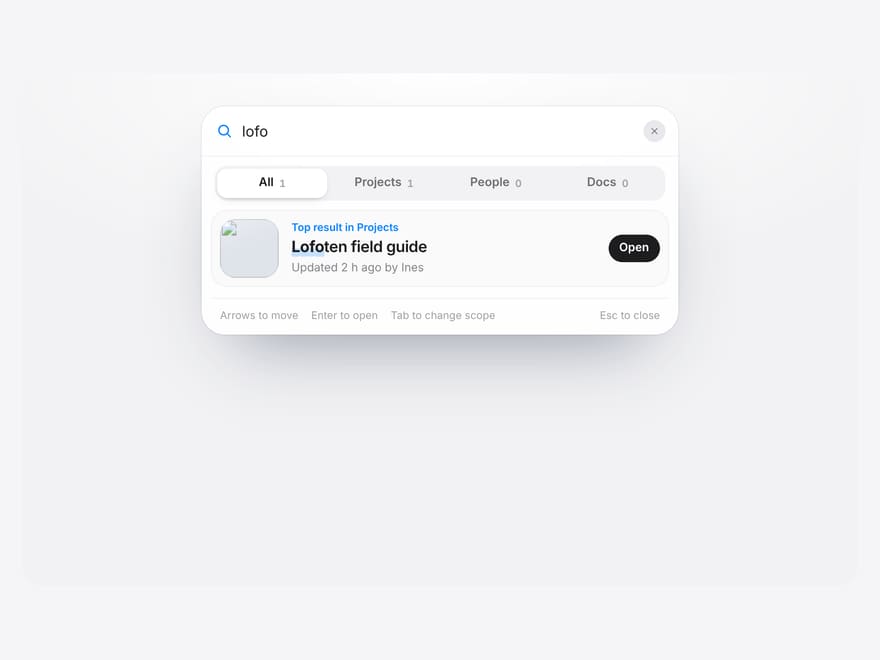 lofo
All 1 Projects 1 People 0 Docs 0
Top result in Projects
Lofoten field guide
Updated 2 h ago by Ines
Open
Arrows to move Enter to open Tab to change scope Esc to close